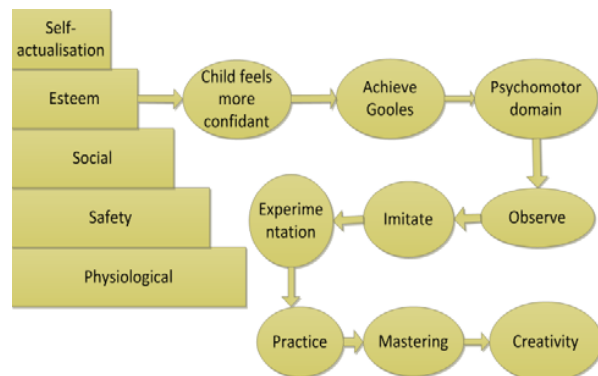 Self-
actualisation
Esteem
Social
Safety
Physiological
Child feels
more
confidant
Achieve
Gooles
Psychomotor
domain
Observe
Imitate
Experime
ntation
Practice
Mastering
Creativity